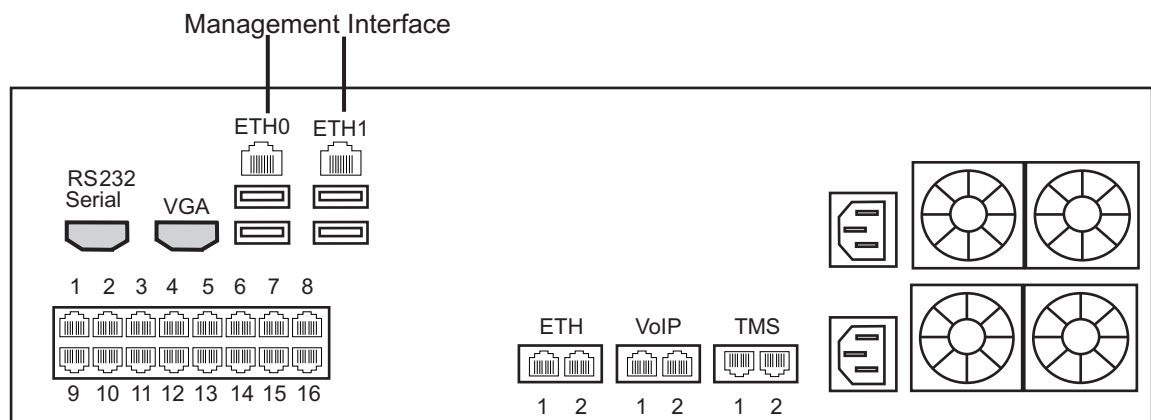 Management Interface
ETH0 ETH1
RS232
Serial
VGA
1 2 3 4 5 6 7 8
9 10 11 12 13 14 15 16
ETH VoIP TMS
1 2 1 2 1 2